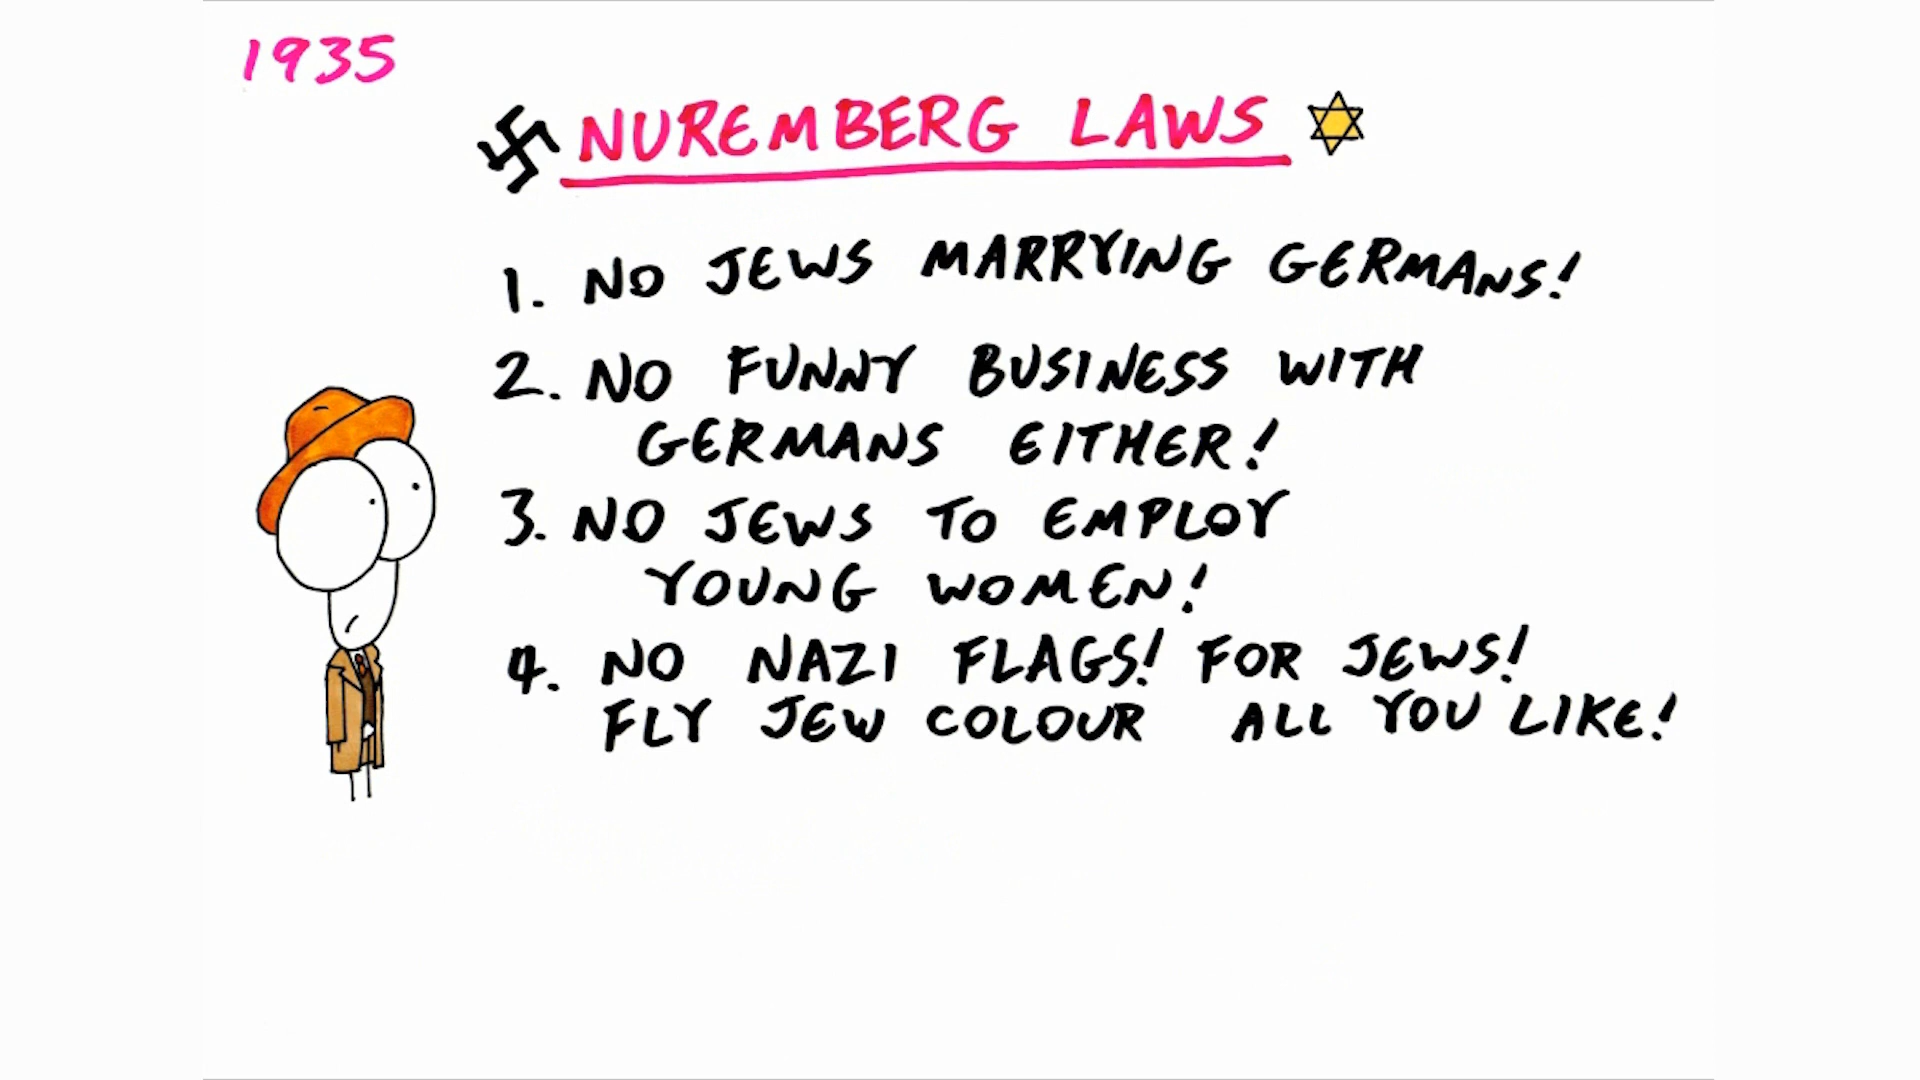 1935
NUREMBERG LAWS
1. NO JEWS MARRYING GERMANS!
2. NO FUNNY BUSINESS WITH
GERMANS EITHER!
3. NO JEWS TO EMPLOY
YOUNG WOMEN!
4. NO NAZI FLAGS! FOR JEWS!
FLY JEW COLOUR ALL YOU LIKE!